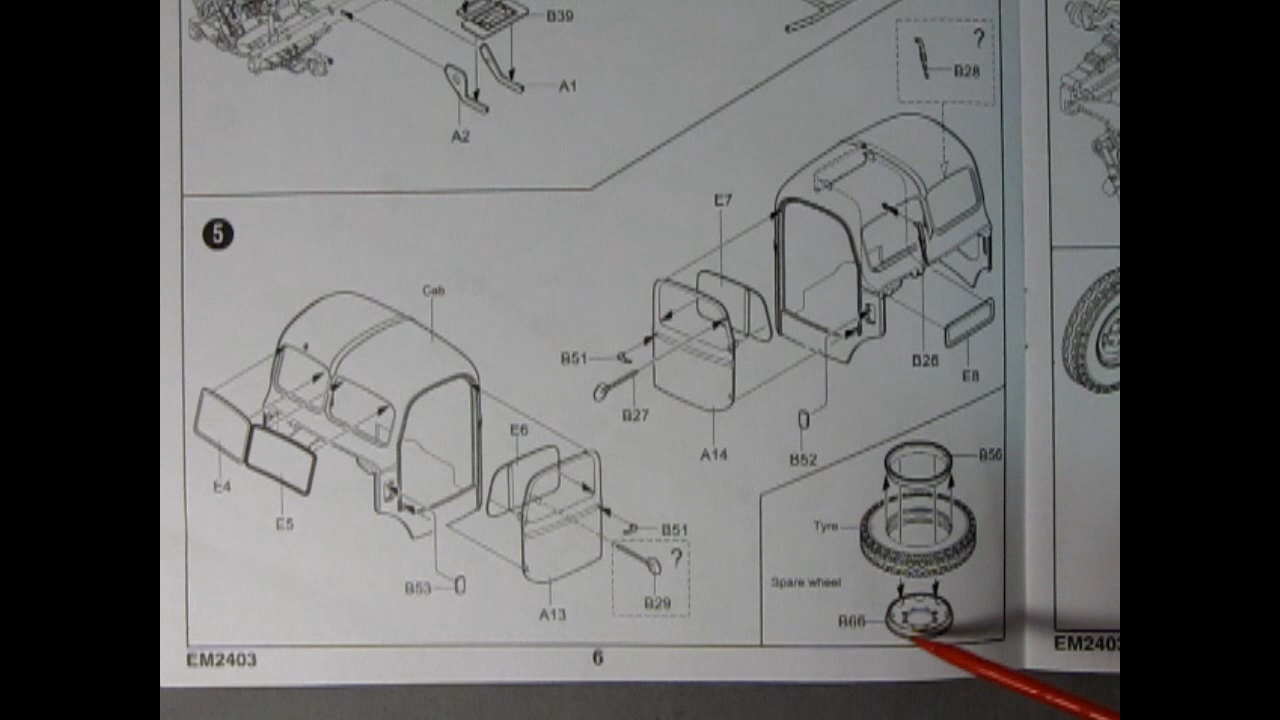 B39
A1
A2
?
B28
5
E7
Cab
B51
B27
A14
B52
B28
E8
E4
E5
E6
B51
?
B29
B53
A13
B56
Tyre
Spare wheel
B66
EM2403
6
EM2403